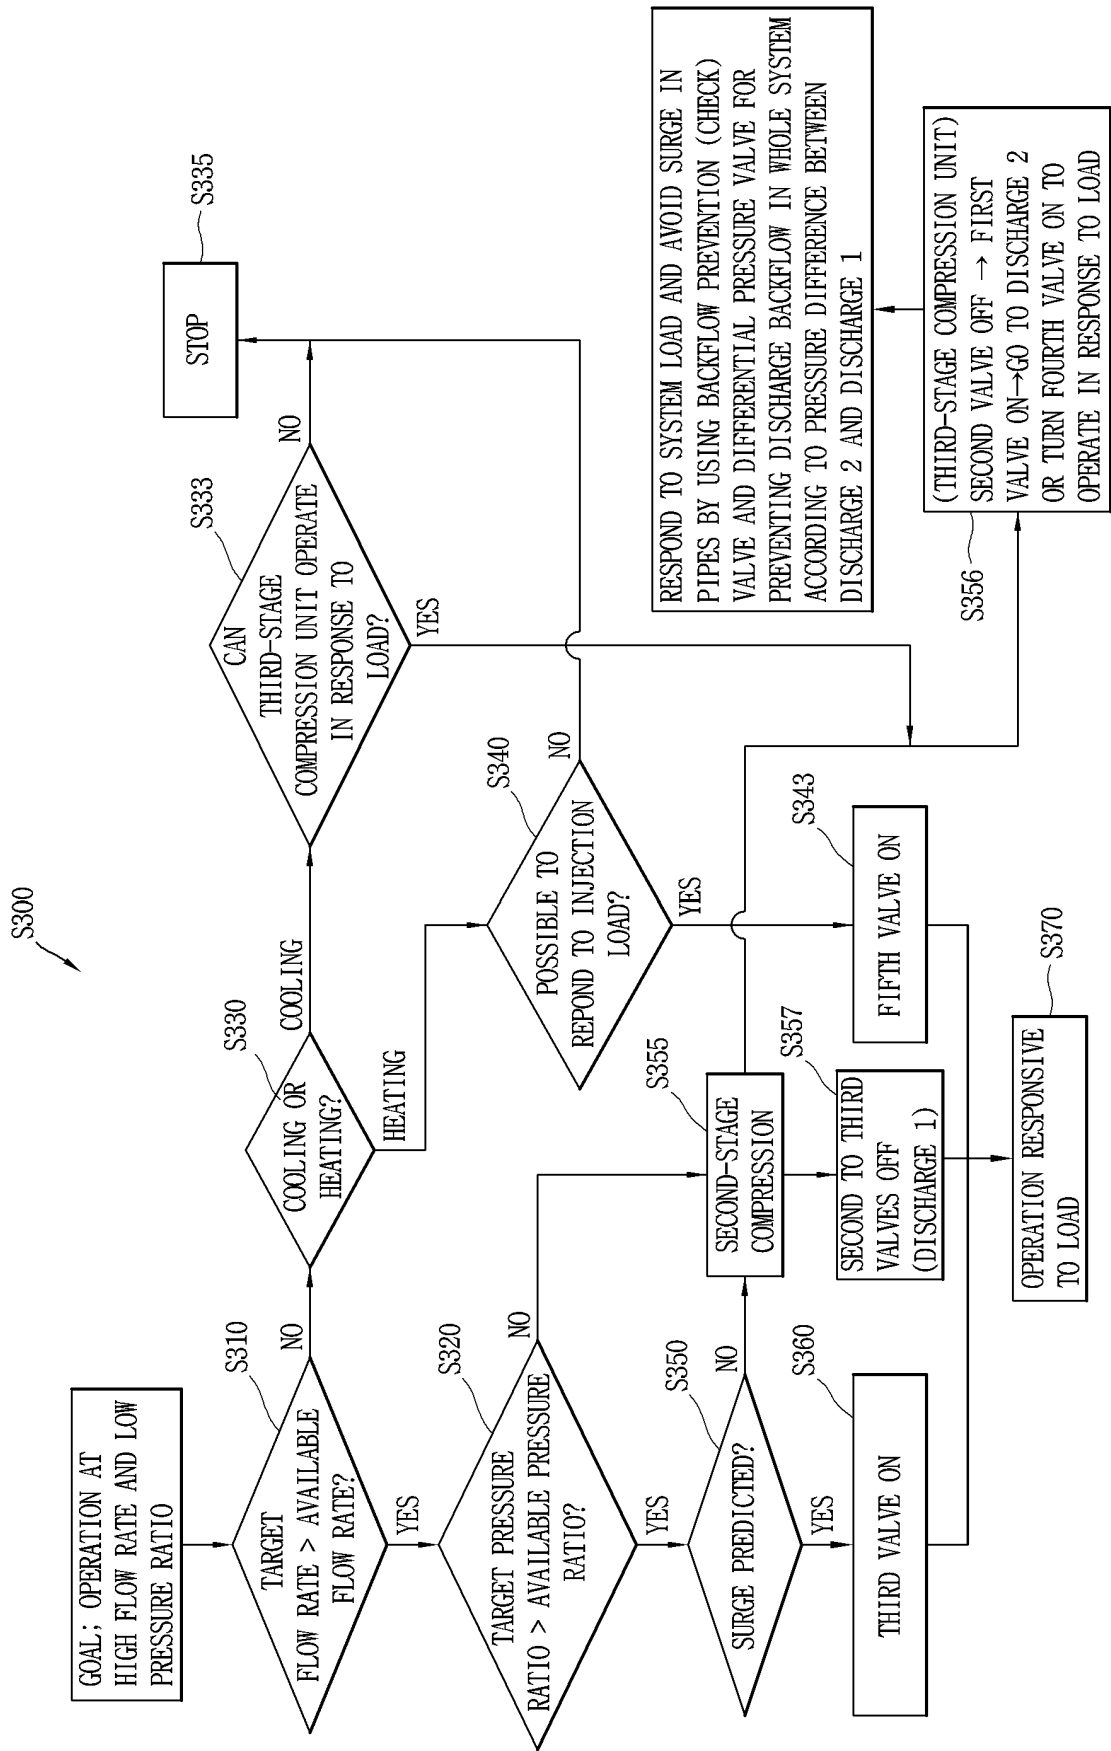 S300
GOAL; OPERATION AT
HIGH FLOW RATE AND LOW
PRESSURE RATIO
S310
TARGET
FLOW RATE > AVAILABLE
FLOW RATE?
NO
YES
S330
COOLING OR
HEATING?
COOLING
HEATING
S333
CAN
THIRD-STAGE
COMPRESSION UNIT OPERATE
IN RESPONSE TO
LOAD?
NO
YES
S335
STOP
S320
TARGET PRESSURE
RATIO > AVAILABLE PRESSURE
RATIO?
NO
YES
S340
POSSIBLE TO
REPOND TO INJECTION
LOAD?
NO
YES
S350
SURGE PREDICTED?
NO
YES
S355
SECOND-STAGE
COMPRESSION
S357
SECOND TO THIRD
VALVES OFF
(DISCHARGE 1)
S343
FIFTH VALVE ON
S360
THIRD VALVE ON
S370
OPERATION RESPONSIVE
TO LOAD
RESPOND TO SYSTEM LOAD AND AVOID SURGE IN
PIPES BY USING BACKFLOW PREVENTION (CHECK)
VALVE AND DIFFERENTIAL PRESSURE VALVE FOR
PREVENTING DISCHARGE BACKFLOW IN WHOLE SYSTEM
ACCORDING TO PRESSURE DIFFERENCE BETWEEN
DISCHARGE 2 AND DISCHARGE 1
S356
(THIRD-STAGE COMPRESSION UNIT)
SECOND VALVE OFF → FIRST
VALVE ON→GO TO DISCHARGE 2
OR TURN FOURTH VALVE ON TO
OPERATE IN RESPONSE TO LOAD